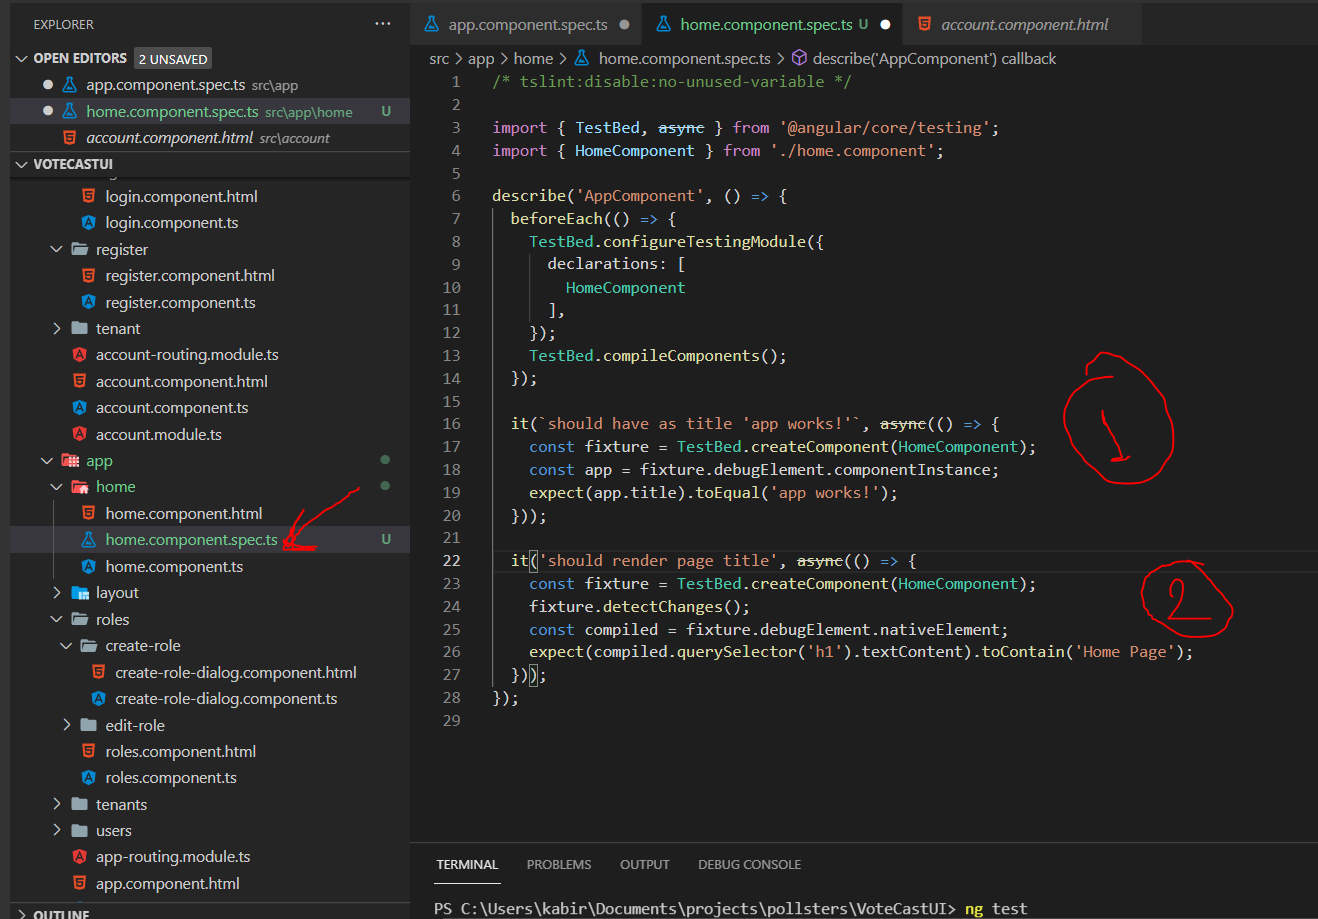 EXPLORER
OPEN EDITORS 2 UNSAVED
app.component.spec.ts src\app
home.component.spec.ts src\app\home U
account.component.html src\account
VOTECASTUI
login.component.html
login.component.ts
register
register.component.html
register.component.ts
tenant
account-routing.module.ts
account.component.html
account.component.ts
account.module.ts
app
home
home.component.html
home.component.spec.ts U
home.component.ts
layout
roles
create-role
create-role-dialog.component.html
create-role-dialog.component.ts
edit-role
roles.component.html
roles.component.ts
tenants
users
app-routing.module.ts
app.component.html
OUTLINE
app.component.spec.ts
home.component.spec.ts U
account.component.html
src > app > home > home.component.spec.ts > describe('AppComponent') callback
1 /* tslint:disable:no-unused-variable */
2
3 import { TestBed, async } from '@angular/core/testing';
4 import { HomeComponent } from './home.component';
5
6 describe('AppComponent', () => {
7 beforeEach(() => {
8 TestBed.configureTestingModule({
9 declarations: [
10 HomeComponent
11 ],
12 });
13 TestBed.compileComponents();
14 });
15
16 it(`should have as title 'app works!'`, async(() => {
17 const fixture = TestBed.createComponent(HomeComponent);
18 const app = fixture.debugElement.componentInstance;
19 expect(app.title).toEqual('app works!');
20 }));
21
22 it('should render page title', async(() => {
23 const fixture = TestBed.createComponent(HomeComponent);
24 fixture.detectChanges();
25 const compiled = fixture.debugElement.nativeElement;
26 expect(compiled.querySelector('h1').textContent).toContain('Home Page');
27 }));
28 });
29
1
2
TERMINAL PROBLEMS OUTPUT DEBUG CONSOLE
PS C:\Users\kabir\Documents\projects\pollsters\VoteCastUI> ng test